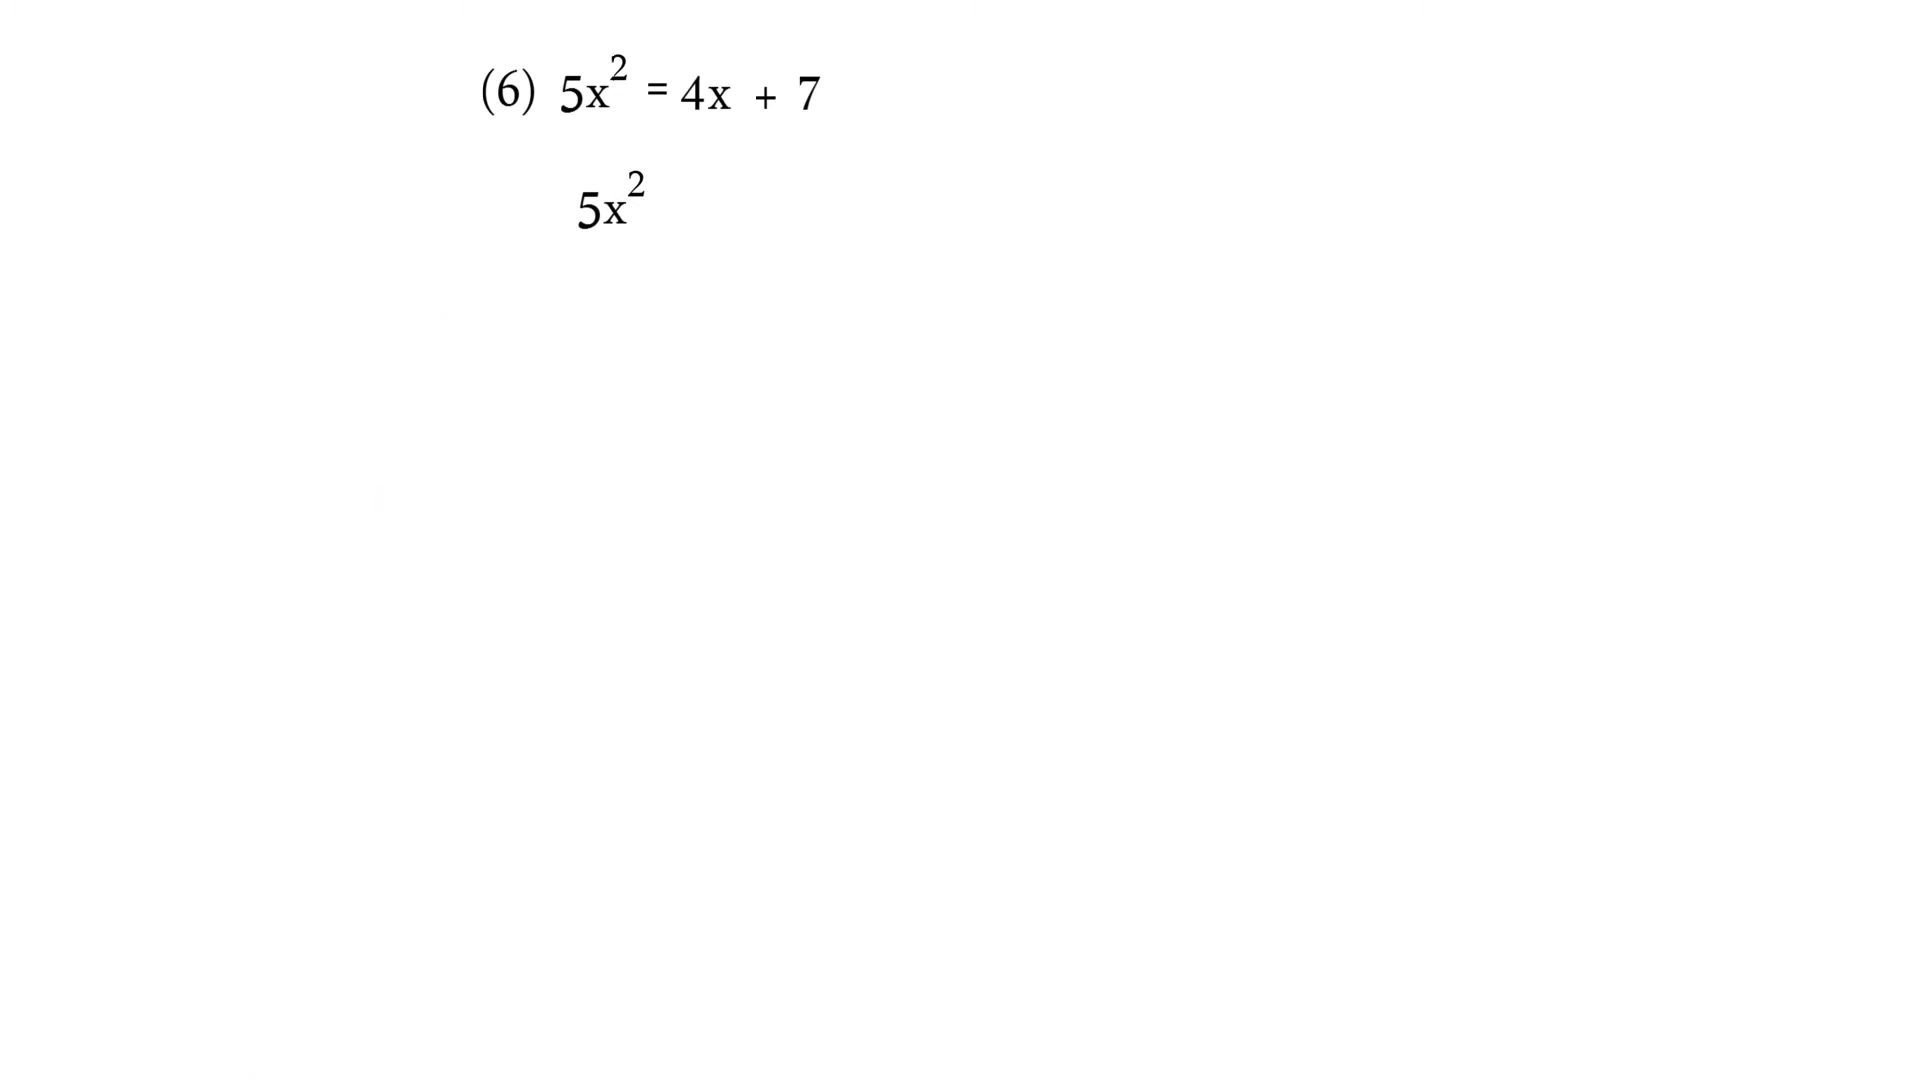 (6) 5x² = 4x + 7
5x²